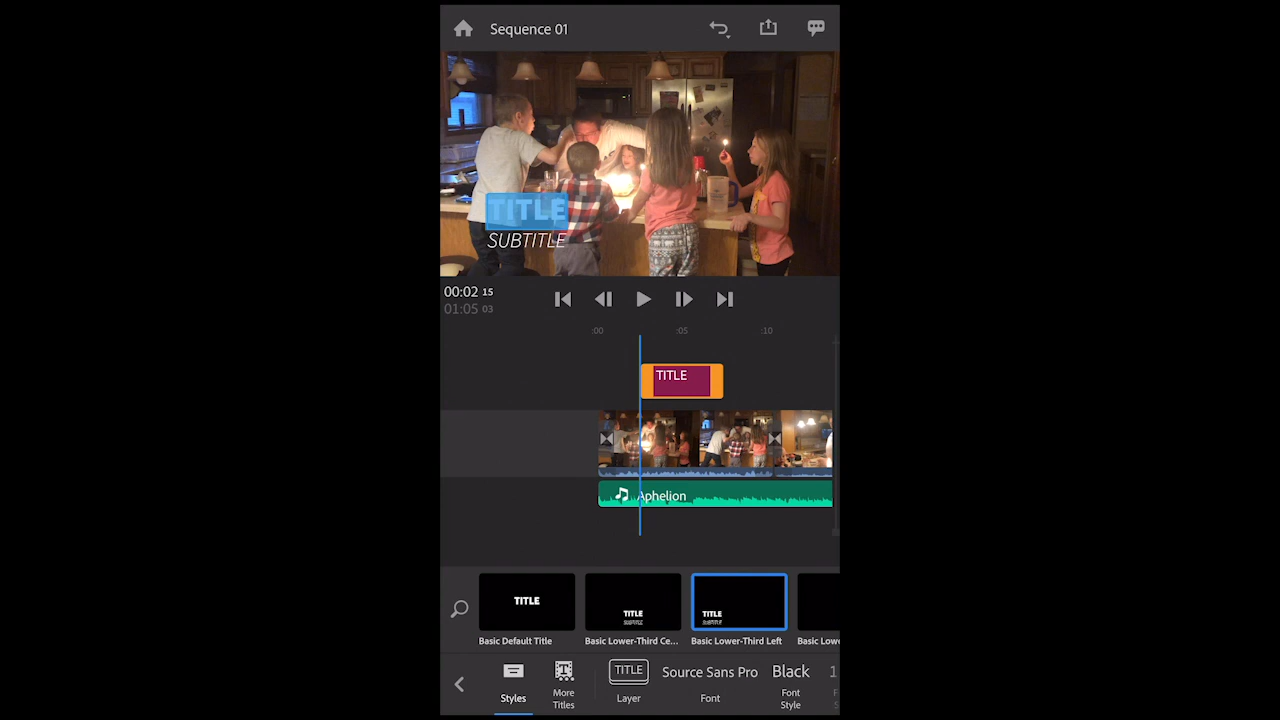 Sequence 01
TITLE
SUBTITLE
00:02 15
01:05 03
:00 :05 :10
TITLE
Aphelion
TITLE
TITLE
TITLE
Basic Default Title
Basic Lower-Third Ce...
Basic Lower-Third Left
Basic Low
TITLE
Source Sans Pro
Black
1
Styles
More
Titles
Layer
Font
Font
Style